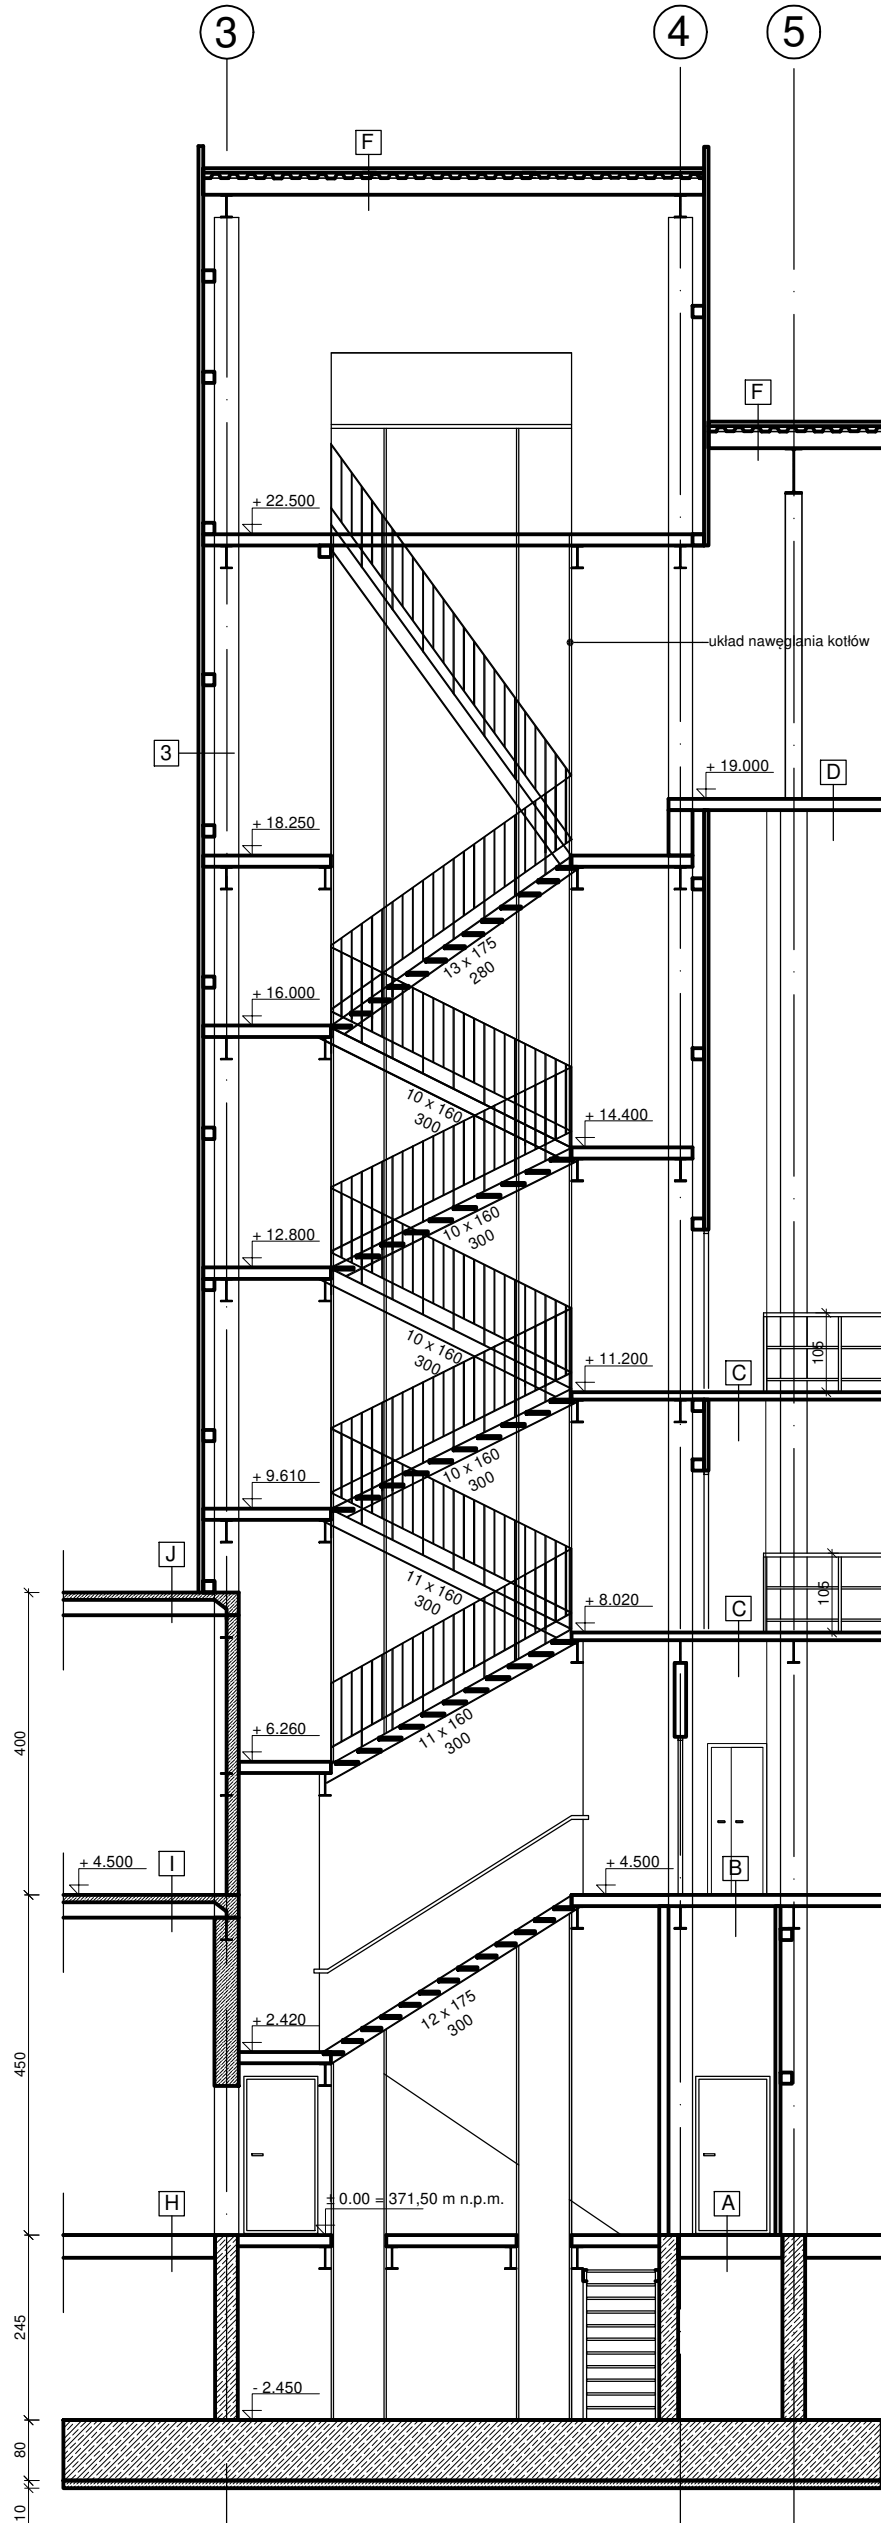 3
4
5
F
F
+ 22.500
układ nawęglania kotłów
3
+ 19.000
D
+ 18.250
13 x 175
280
+ 16.000
10 x 160
300
+ 14.400
10 x 160
300
+ 12.800
10 x 160
300
105
+ 11.200
C
10 x 160
300
+ 9.610
J
11 x 160
300
105
+ 8.020
C
400
+ 6.260
11 x 160
300
+ 4.500
I
+ 4.500
B
450
+ 2.420
12 x 175
300
H
± 0.00 = 371,50 m n.p.m.
A
245
- 2.450
80
10